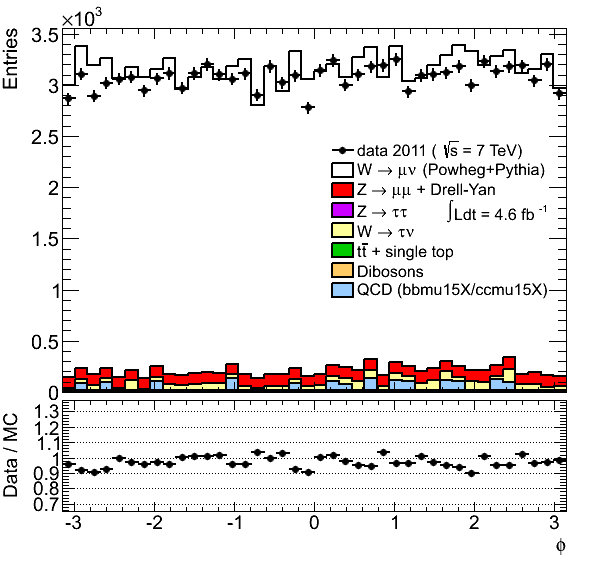 ×10³
Entries
3.5
3
2.5
2
1.5
1
0.5
0
data 2011 ( √s = 7 TeV)
W → μν (Powheg+Pythia)
Z → μμ + Drell-Yan
Z → ττ
∫Ldt = 4.6 fb⁻¹
W → τν
tt̅ + single top
Dibosons
QCD (bbmu15X/ccmu15X)
Data / MC
1.3
1.2
1.1
1
0.9
0.8
0.7
-3 -2 -1 0 1 2 3
ϕ